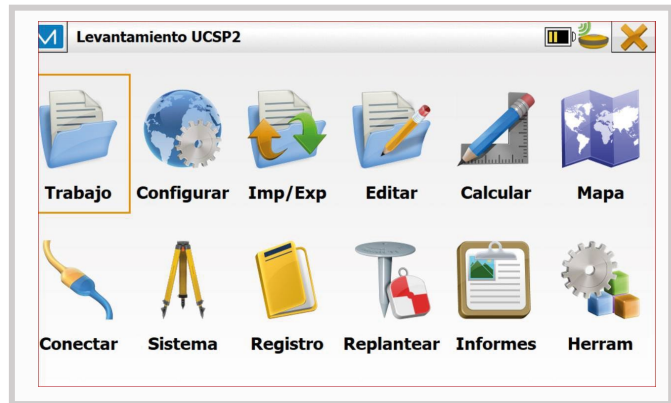 Levantamiento UCSP2
Trabajo Configurar Imp/Exp Editar Calcular Mapa
Conectar Sistema Registro Replantear Informes Herram